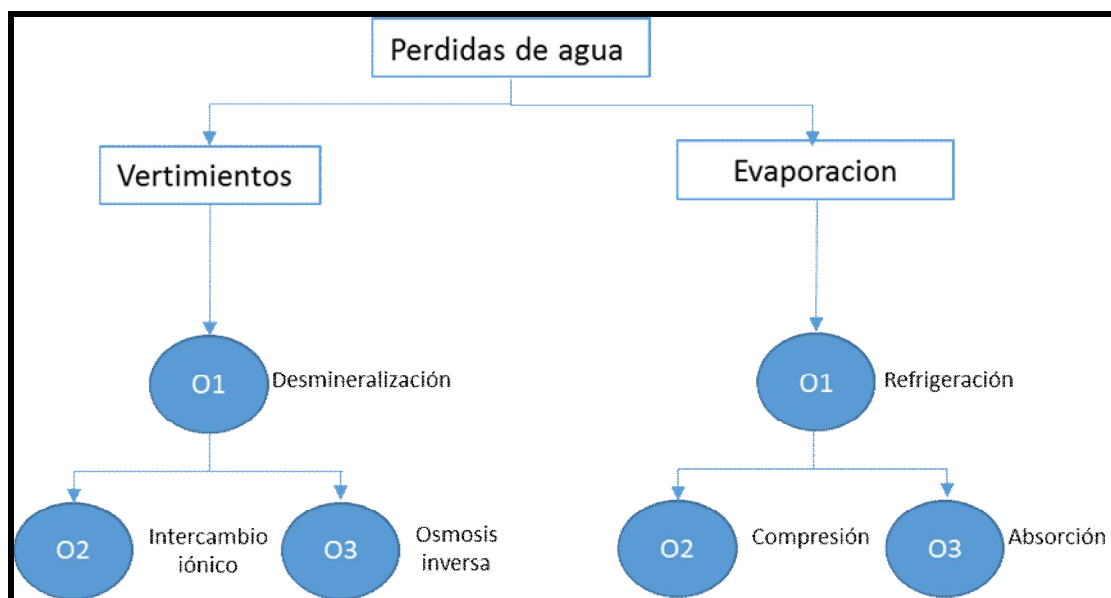 Perdidas de agua
Vertimientos
Evaporacion
O1
Desmineralización
O1
Refrigeración
O2
Intercambio
iónico
O3
Osmosis
inversa
O2
Compresión
O3
Absorción